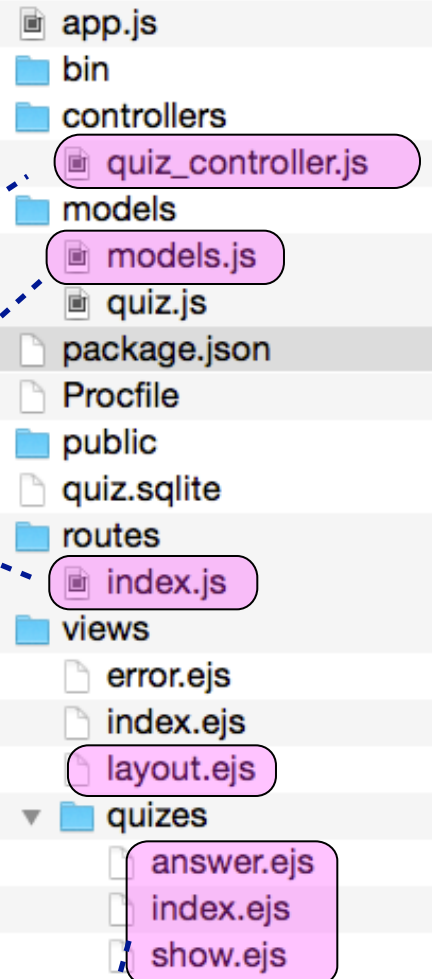 app.js
bin
controllers
quiz_controller.js
models
models.js
quiz.js
package.json
Procfile
public
quiz.sqlite
routes
index.js
views
error.ejs
index.ejs
layout.ejs
quizes
answer.ejs
index.ejs
show.ejs